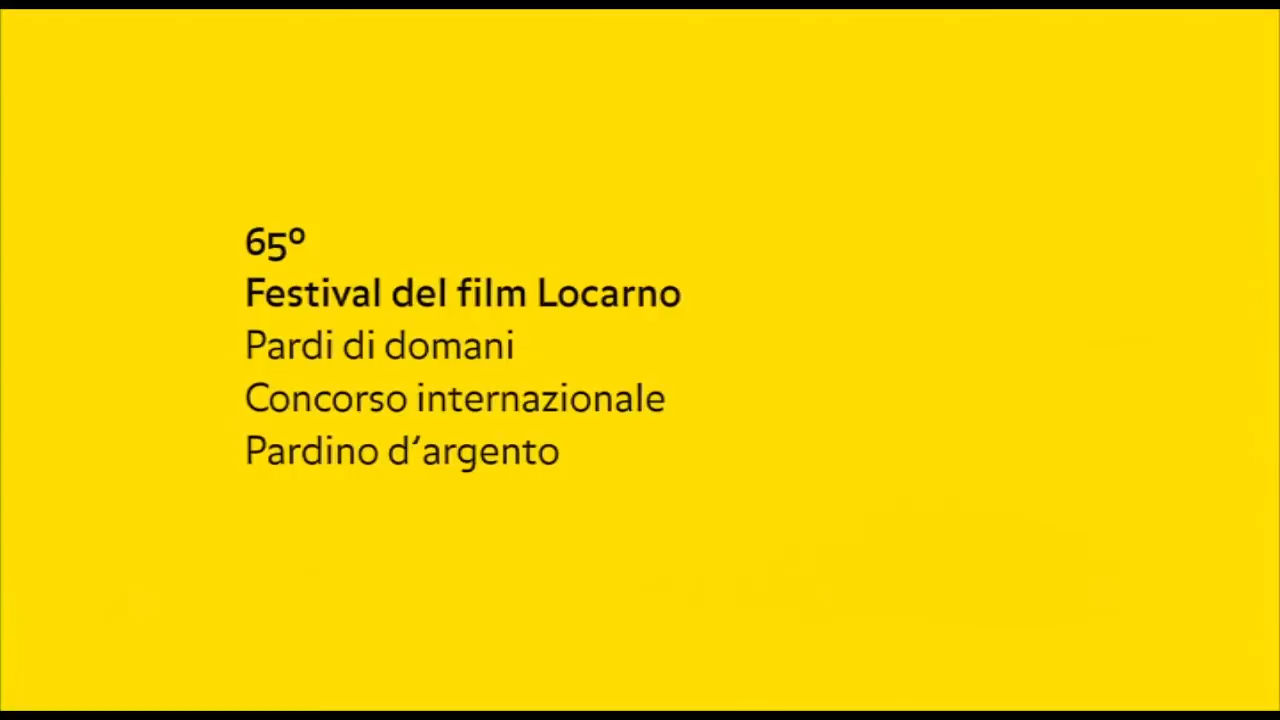 65º
Festival del film Locarno
Pardi di domani
Concorso internazionale
Pardino d’argento